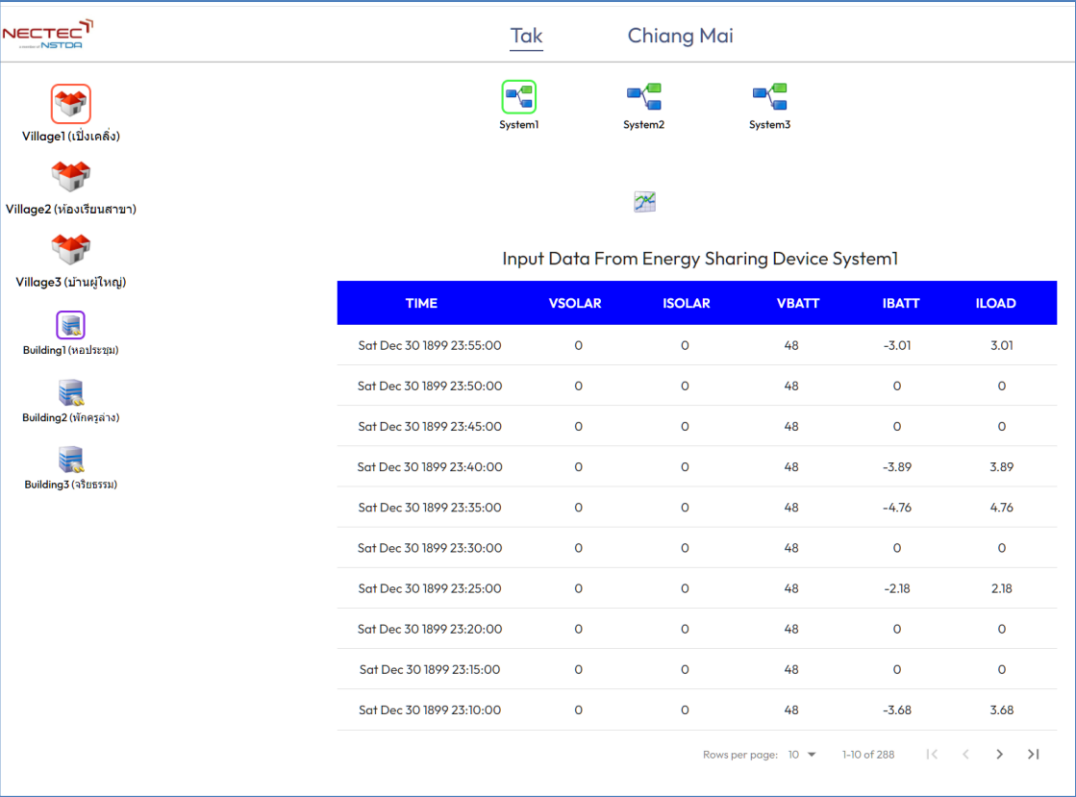 NECTEC
NSTDA
Tak Chiang Mai
System1 System2 System3
Village1 (เปิ่งเคลิ่ง)
Village2 (ห้องเรียนสาขา)
Village3 (บ้านผู้ใหญ่)
Building1 (หอประชุม)
Building2 (พักครูล่าง)
Building3 (จริยธรรม)
Input Data From Energy Sharing Device System1
TIME VSOLAR ISOLAR VBATT IBATT ILOAD
Sat Dec 30 1899 23:55:00 0 0 48 -3.01 3.01
Sat Dec 30 1899 23:50:00 0 0 48 0 0
Sat Dec 30 1899 23:45:00 0 0 48 0 0
Sat Dec 30 1899 23:40:00 0 0 48 -3.89 3.89
Sat Dec 30 1899 23:35:00 0 0 48 -4.76 4.76
Sat Dec 30 1899 23:30:00 0 0 48 0 0
Sat Dec 30 1899 23:25:00 0 0 48 -2.18 2.18
Sat Dec 30 1899 23:20:00 0 0 48 0 0
Sat Dec 30 1899 23:15:00 0 0 48 0 0
Sat Dec 30 1899 23:10:00 0 0 48 -3.68 3.68
Rows per page: 10 1-10 of 288